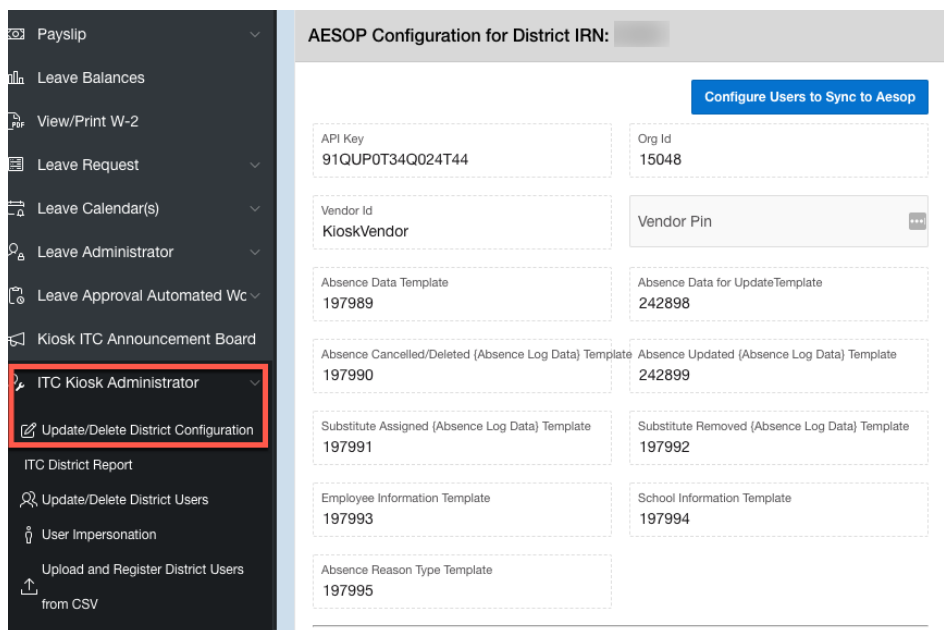 Payslip
Leave Balances
View/Print W-2
Leave Request
Leave Calendar(s)
Leave Administrator
Leave Approval Automated Wc
Kiosk ITC Announcement Board
ITC Kiosk Administrator
Update/Delete District Configuration
ITC District Report
Update/Delete District Users
User Impersonation
Upload and Register District Users
from CSV
AESOP Configuration for District IRN:
Configure Users to Sync to Aesop
API Key
91QUP0T34Q024T44
Org Id
15048
Vendor Id
KioskVendor
Vendor Pin
Absence Data Template
197989
Absence Data for UpdateTemplate
242898
Absence Cancelled/Deleted {Absence Log Data} Template
197990
Absence Updated {Absence Log Data} Template
242899
Substitute Assigned {Absence Log Data} Template
197991
Substitute Removed {Absence Log Data} Template
197992
Employee Information Template
197993
School Information Template
197994
Absence Reason Type Template
197995